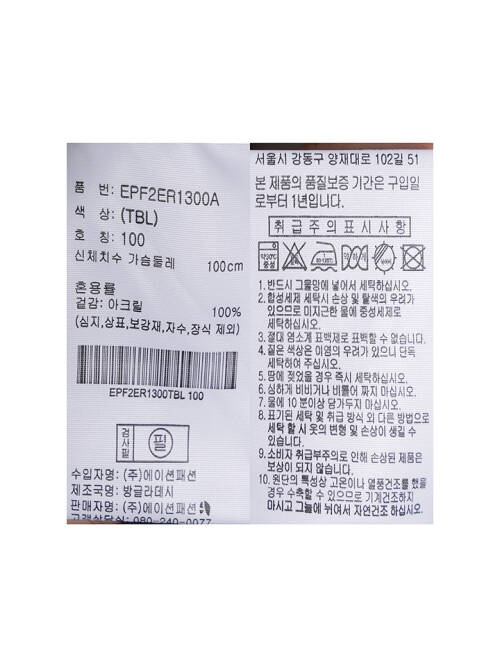 품 번: EPF2ER1300A
색 상: (TBL)
호 칭: 100
신체치수 가슴둘레 100cm
혼용률
겉감: 아크릴 100%
(심지,상표,보강재,자수,장식 제외)
EPF2ER1300TBL 100
검사필
필
수입자명: (주)에이션패션
제조국명: 방글라데시
판매자명: (주)에이션패션
고객상담실: 080-240-0077
서울시 강동구 양재대로 102길 51
본 제품의 품질보증 기간은 구입일
로부터 1년입니다.
취급주의표시사항
약30℃
중성
1. 반드시 그물망에 넣어서 세탁하십시오.
2. 합성세제 세탁시 손상 및 탈색의 우려가
있으므로 미지근한 물에 중성세제로
세탁하십시오.
3. 절대 염소계 표백제로 표백할 수 없습니다.
4. 짙은 색상은 이염의 우려가 있으니 단독
세탁하여 주십시오.
5. 땀에 젖었을 경우 즉시 세탁하십시오.
6. 심하게 비비거나 비틀어 짜지 마십시오.
7. 물에 10분이상 담가두지 마십시오.
8. 표기된 세탁 및 취급 방식 외 다른 방법으로
세탁 할 시 옷의 변형 및 손상이 생길 수
있습니다.
9. 소비자 취급부주의로 인해 손상된 제품은
보상이 되지 않습니다.
10. 원단의 특성상 고온이나 열풍건조를 했을
경우 수축할 수 있으므로 기계건조하지
마시고 그늘에 뉘어서 자연건조 하십시오.